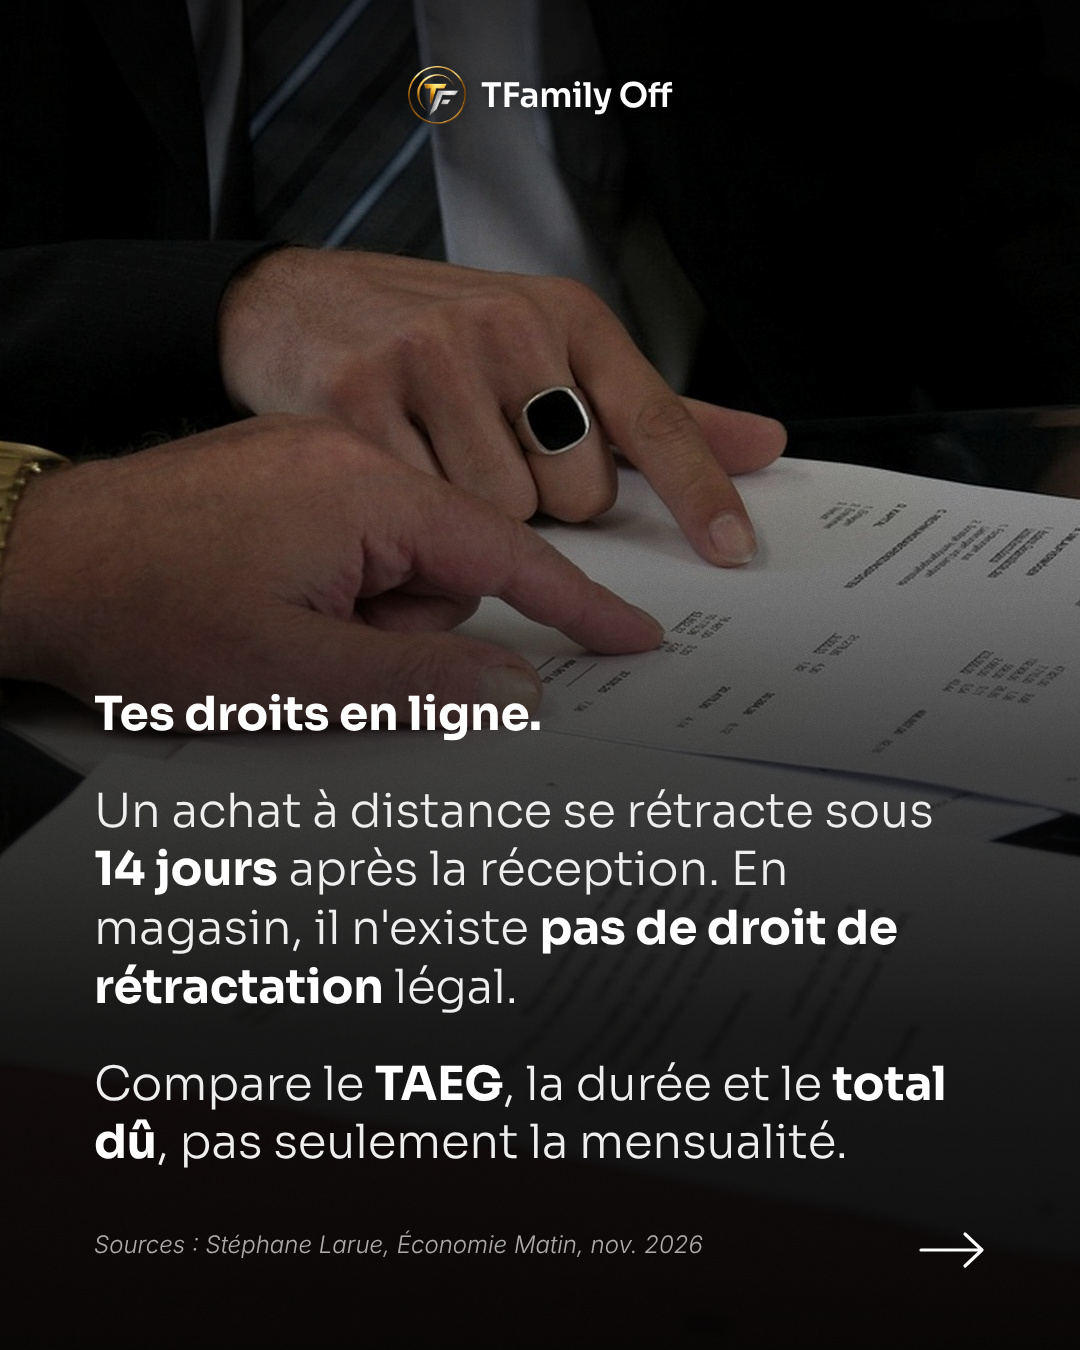 TFamily Off
Tes droits en ligne.
Un achat à distance se rétracte sous
14 jours après la réception. En
magasin, il n'existe pas de droit de
rétractation légal.
Compare le TAEG, la durée et le total
dû, pas seulement la mensualité.
Sources : Stéphane Larue, Économie Matin, nov. 2026